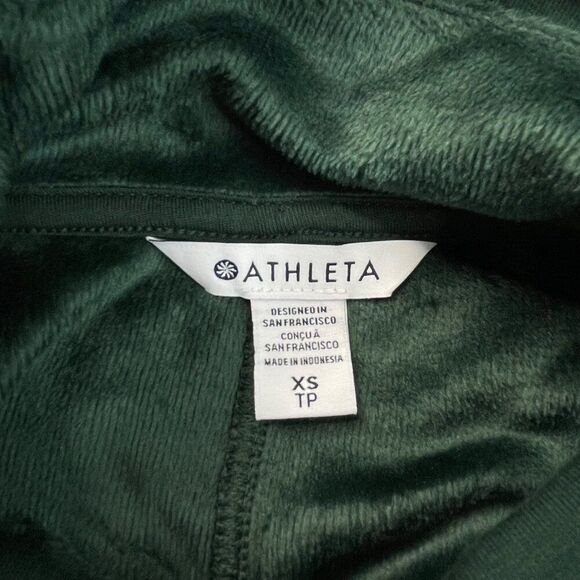 ATHLETA
DESIGNED IN
SAN FRANCISCO
CONÇU À
SAN FRANCISCO
MADE IN INDONESIA
XS
TP